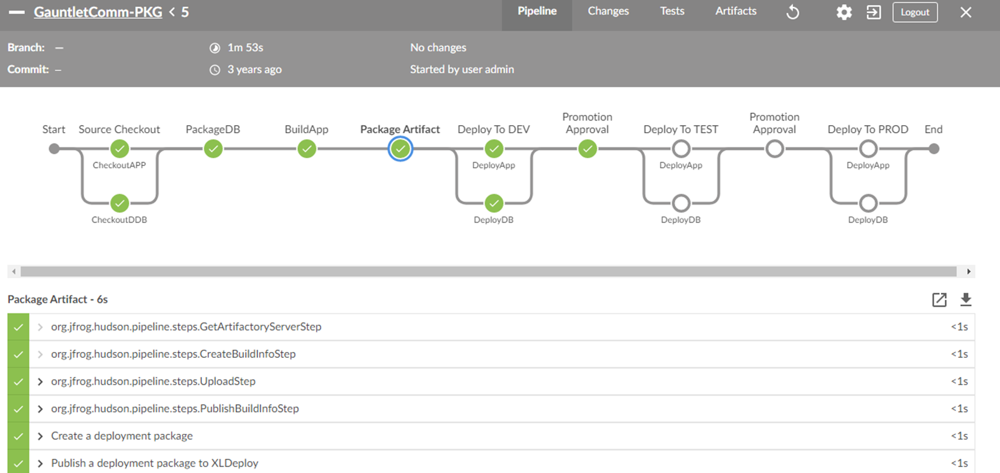 GauntletComm-PKG < 5
Pipeline Changes Tests Artifacts Logout
Branch: — 1m 53s No changes
Commit: – 3 years ago Started by user admin
Promotion Promotion
Start Source Checkout PackageDB BuildApp Package Artifact Deploy To DEV Approval Deploy To TEST Approval Deploy To PROD End
CheckoutAPP DeployApp DeployApp DeployApp
CheckoutDDB DeployDB DeployDB DeployDB
Package Artifact - 6s
org.jfrog.hudson.pipeline.steps.GetArtifactoryServerStep <1s
org.jfrog.hudson.pipeline.steps.CreateBuildInfoStep <1s
org.jfrog.hudson.pipeline.steps.UploadStep <1s
org.jfrog.hudson.pipeline.steps.PublishBuildInfoStep <1s
Create a deployment package <1s
Publish a deployment package to XLDeploy <1s